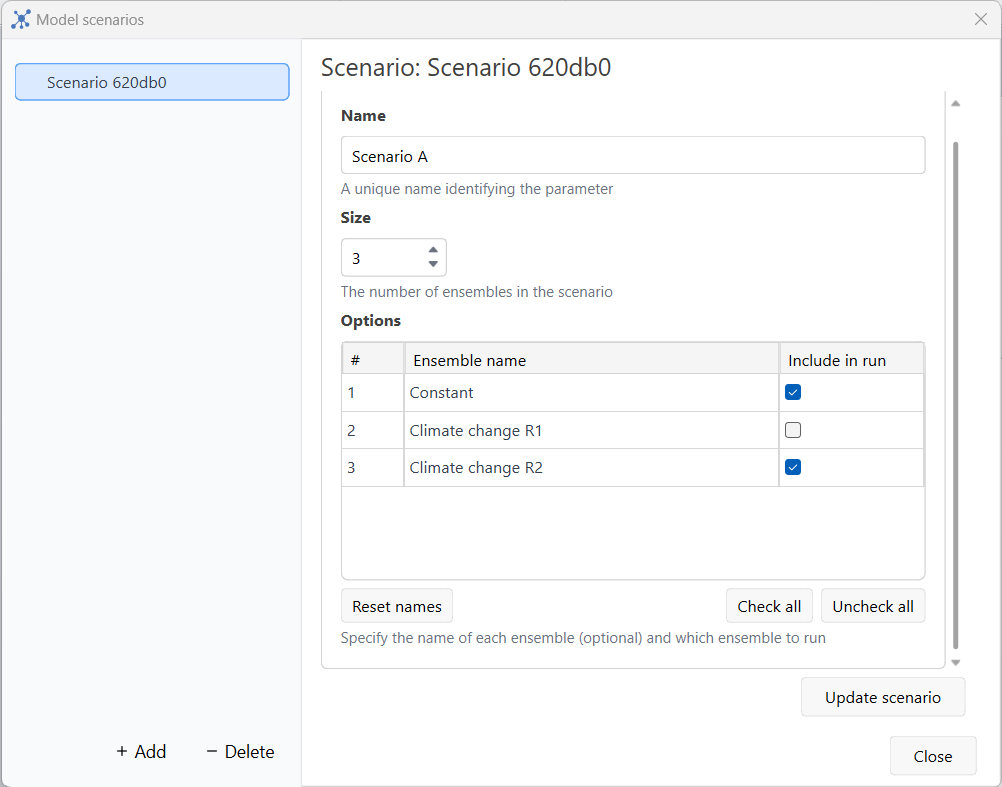 Model scenarios
Scenario 620db0
Scenario: Scenario 620db0
Name
Scenario A
A unique name identifying the parameter
Size
3
The number of ensembles in the scenario
Options
# Ensemble name Include in run
1 Constant
2 Climate change R1
3 Climate change R2
Reset names Check all Uncheck all
Specify the name of each ensemble (optional) and which ensemble to run
Update scenario
+ Add − Delete
Close